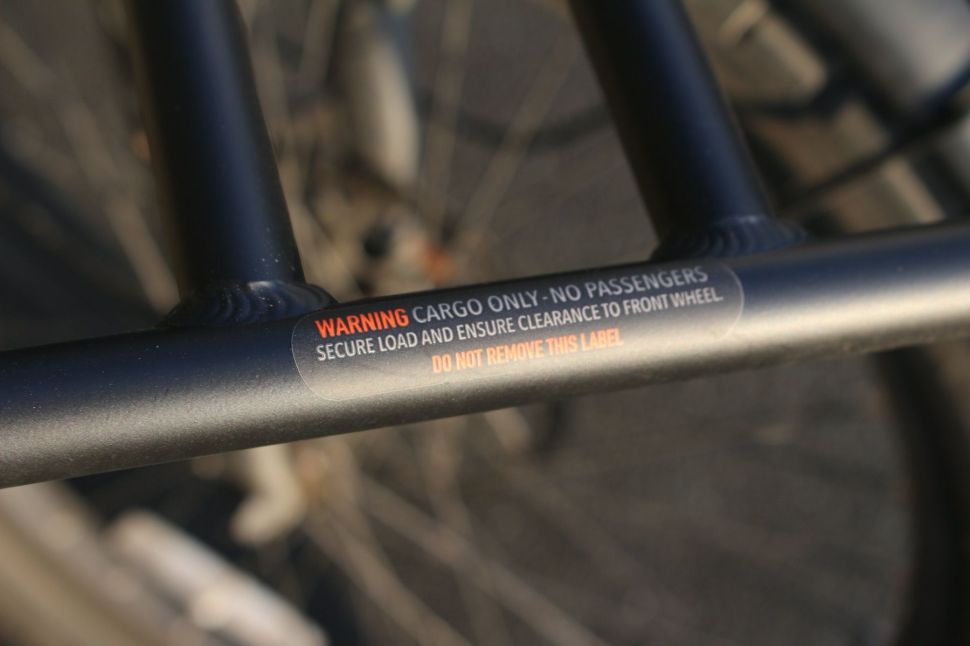 WARNING CARGO ONLY - NO PASSENGERS
SECURE LOAD AND ENSURE CLEARANCE TO FRONT WHEEL.
DO NOT REMOVE THIS LABEL